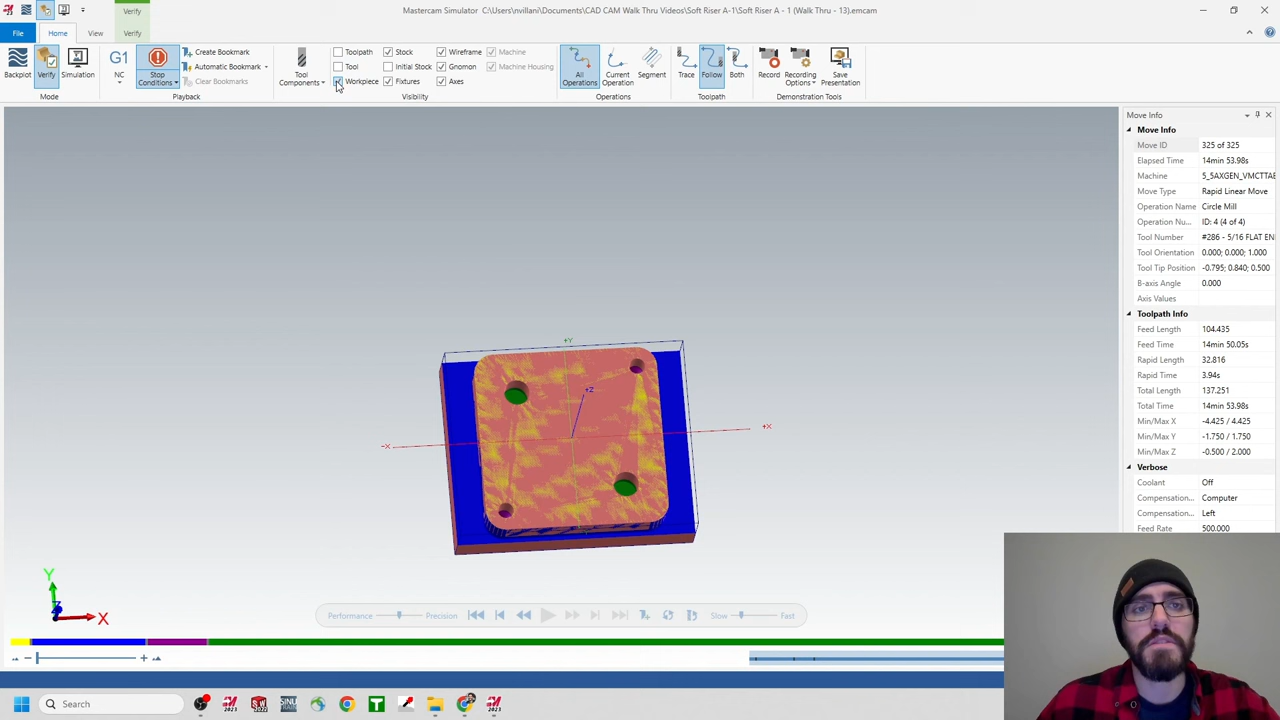 Mastercam Simulator C:\Users\nvillani\Documents\CAD CAM Walk Thru Videos\Soft Riser A-1\Soft Riser A - 1 (Walk Thru - 13).emcam
Verify
File Home View Verify
Backplot Verify Simulation
Mode
G1 NC
Stop Conditions
Create Bookmark
Automatic Bookmark
Clear Bookmarks
Playback
Tool Components
Toolpath Stock Wireframe Machine
Tool Initial Stock Gnomon Machine Housing
Workpiece Fixtures Axes
Visibility
All Operations Current Operation Segment
Operations
Trace Follow Both
Toolpath
Record Recording Options Save Presentation
Demonstration Tools
Move Info
Move Info
Move ID 325 of 325
Elapsed Time 14min 53.98s
Machine 5_5AXGEN_VMCTTAE
Move Type Rapid Linear Move
Operation Name Circle Mill
Operation Nu... ID: 4 (4 of 4)
Tool Number #286 - 5/16 FLAT EN
Tool Orientation 0.000; 0.000; 1.000
Tool Tip Position -0.795; 0.840; 0.500
B-axis Angle 0.000
Axis Values
Toolpath Info
Feed Length 104.435
Feed Time 14min 50.05s
Rapid Length 32.816
Rapid Time 3.94s
Total Length 137.251
Total Time 14min 53.98s
Min/Max X -4.425 / 4.425
Min/Max Y -1.750 / 1.750
Min/Max Z -0.500 / 2.000
Verbose
Coolant Off
Compensation... Computer
Compensation... Left
Feed Rate 500.000
+Y
+Z
-X
+X
Y
Z
X
Performance Precision Slow Fast
Search